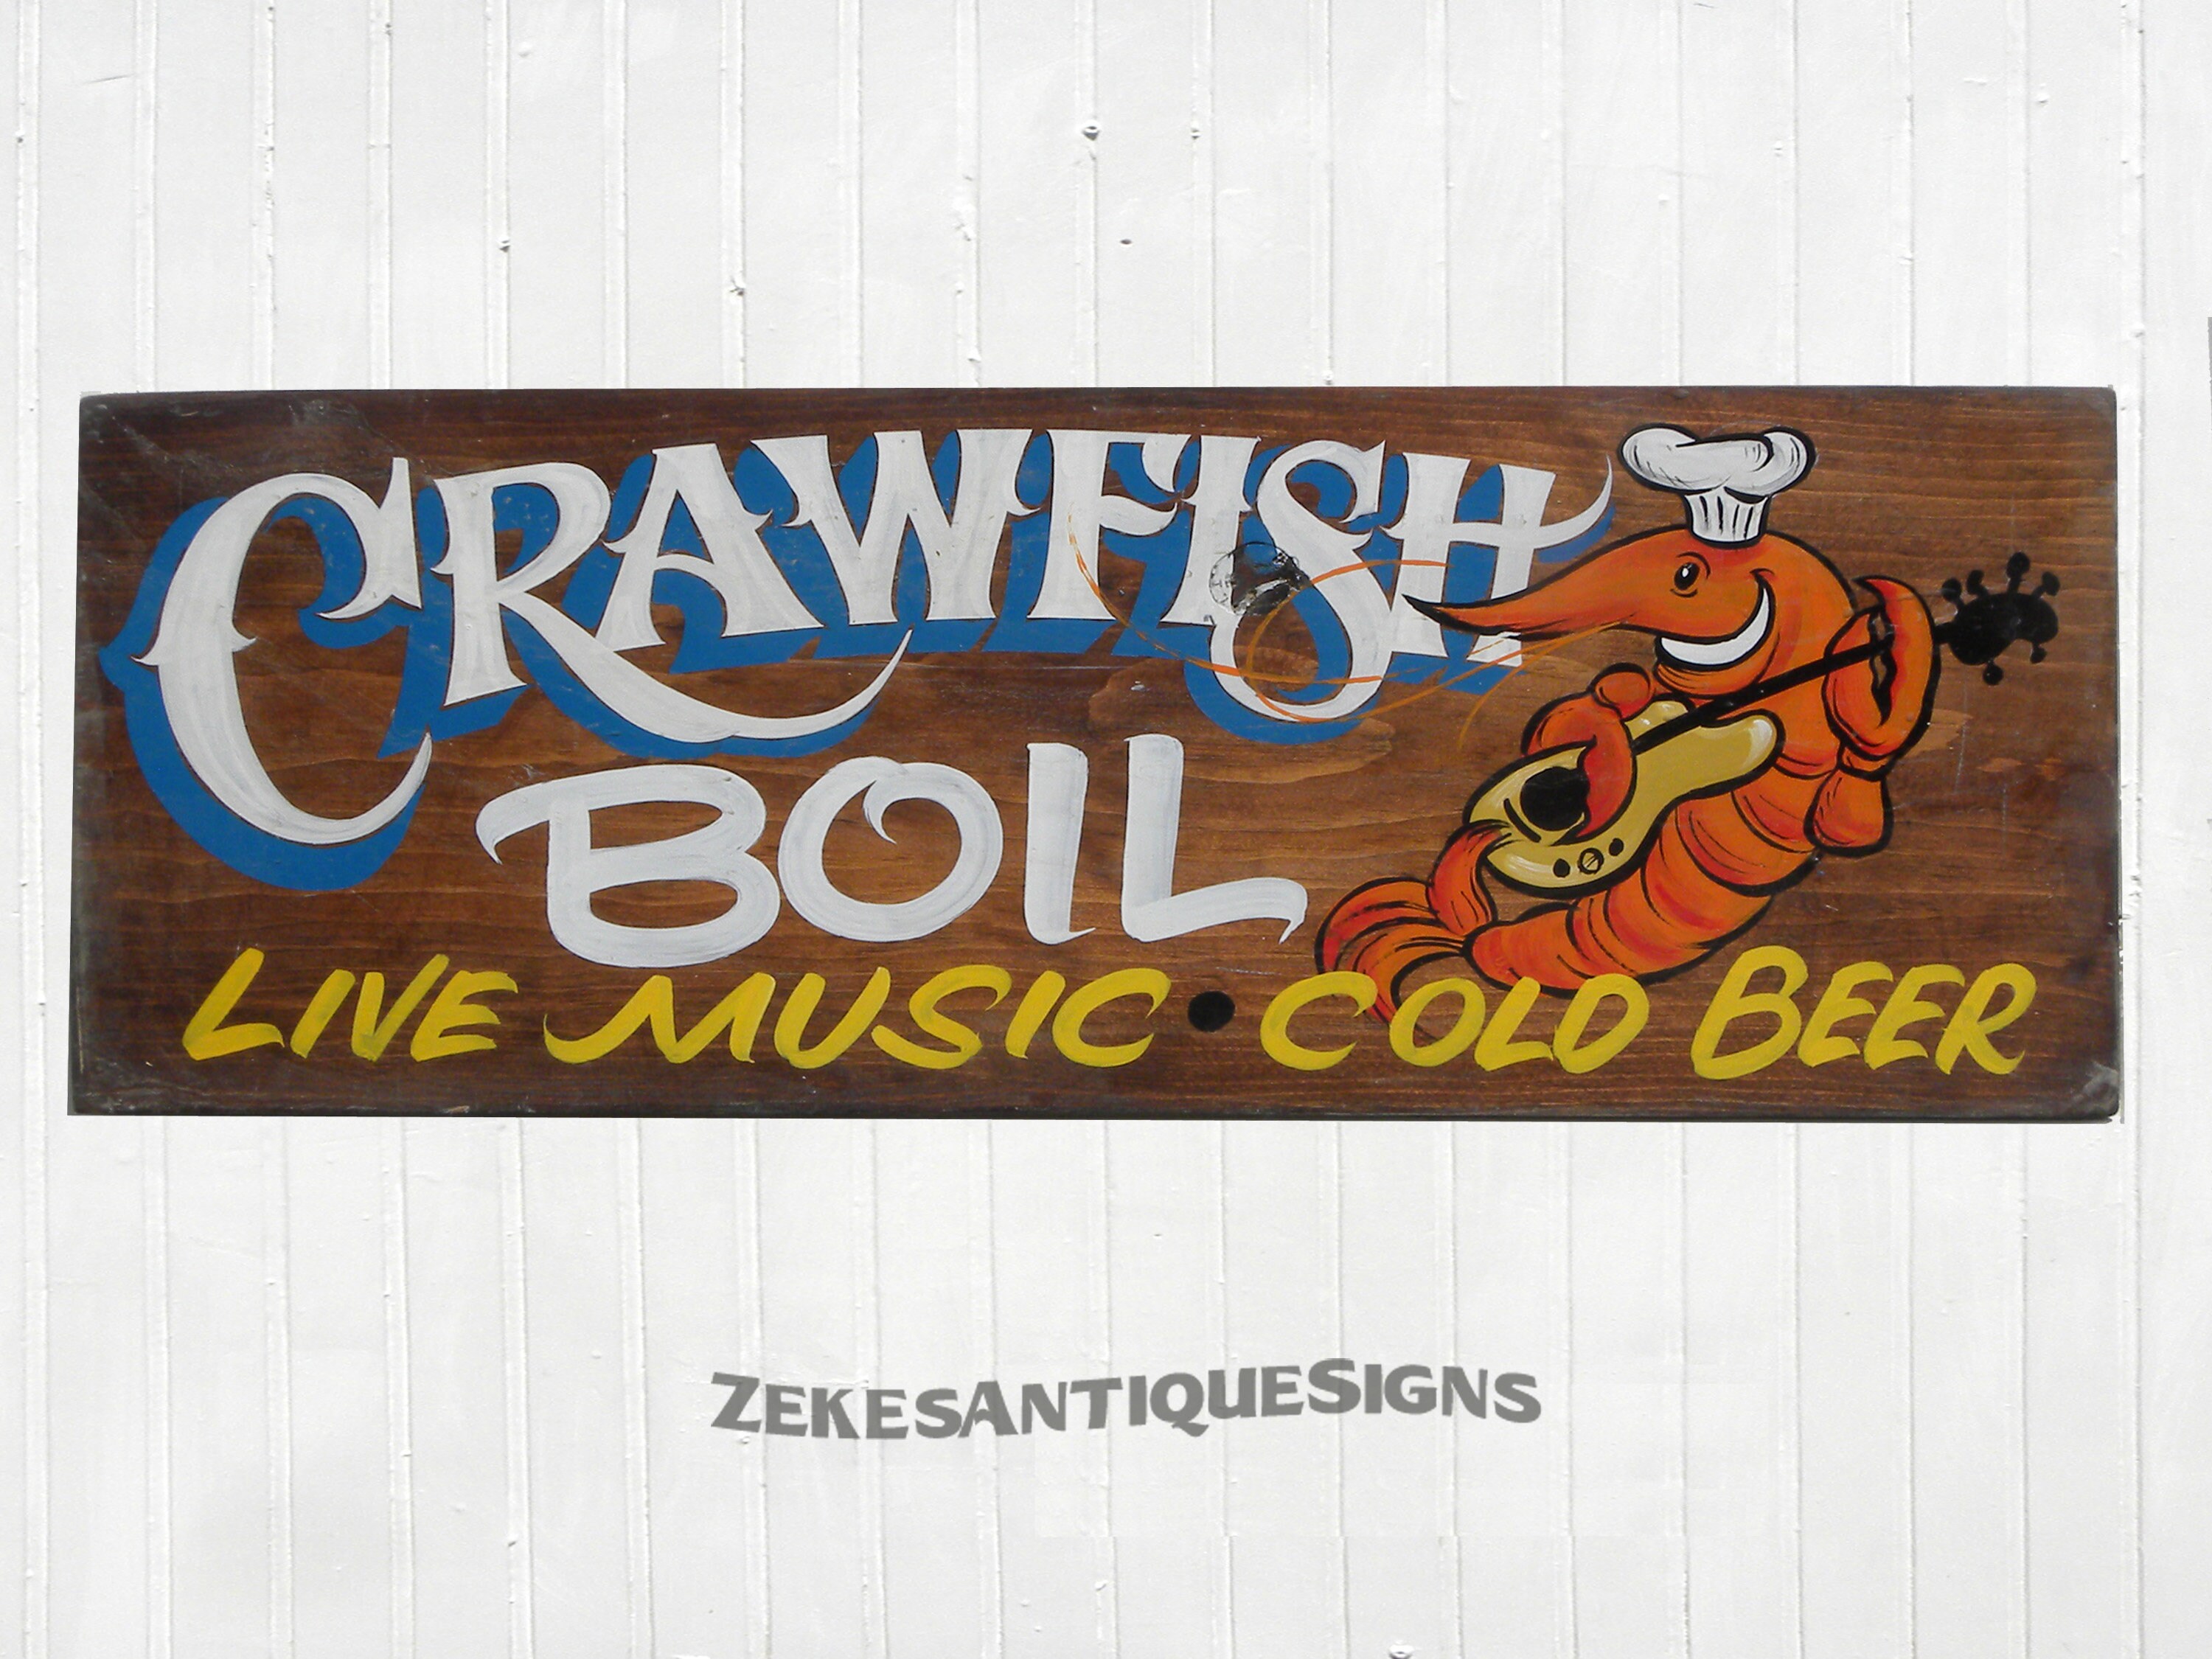 CRAWFISH
BOIL
LIVE MUSIC • COLD BEER
ZEKESANTIQUESIGNS